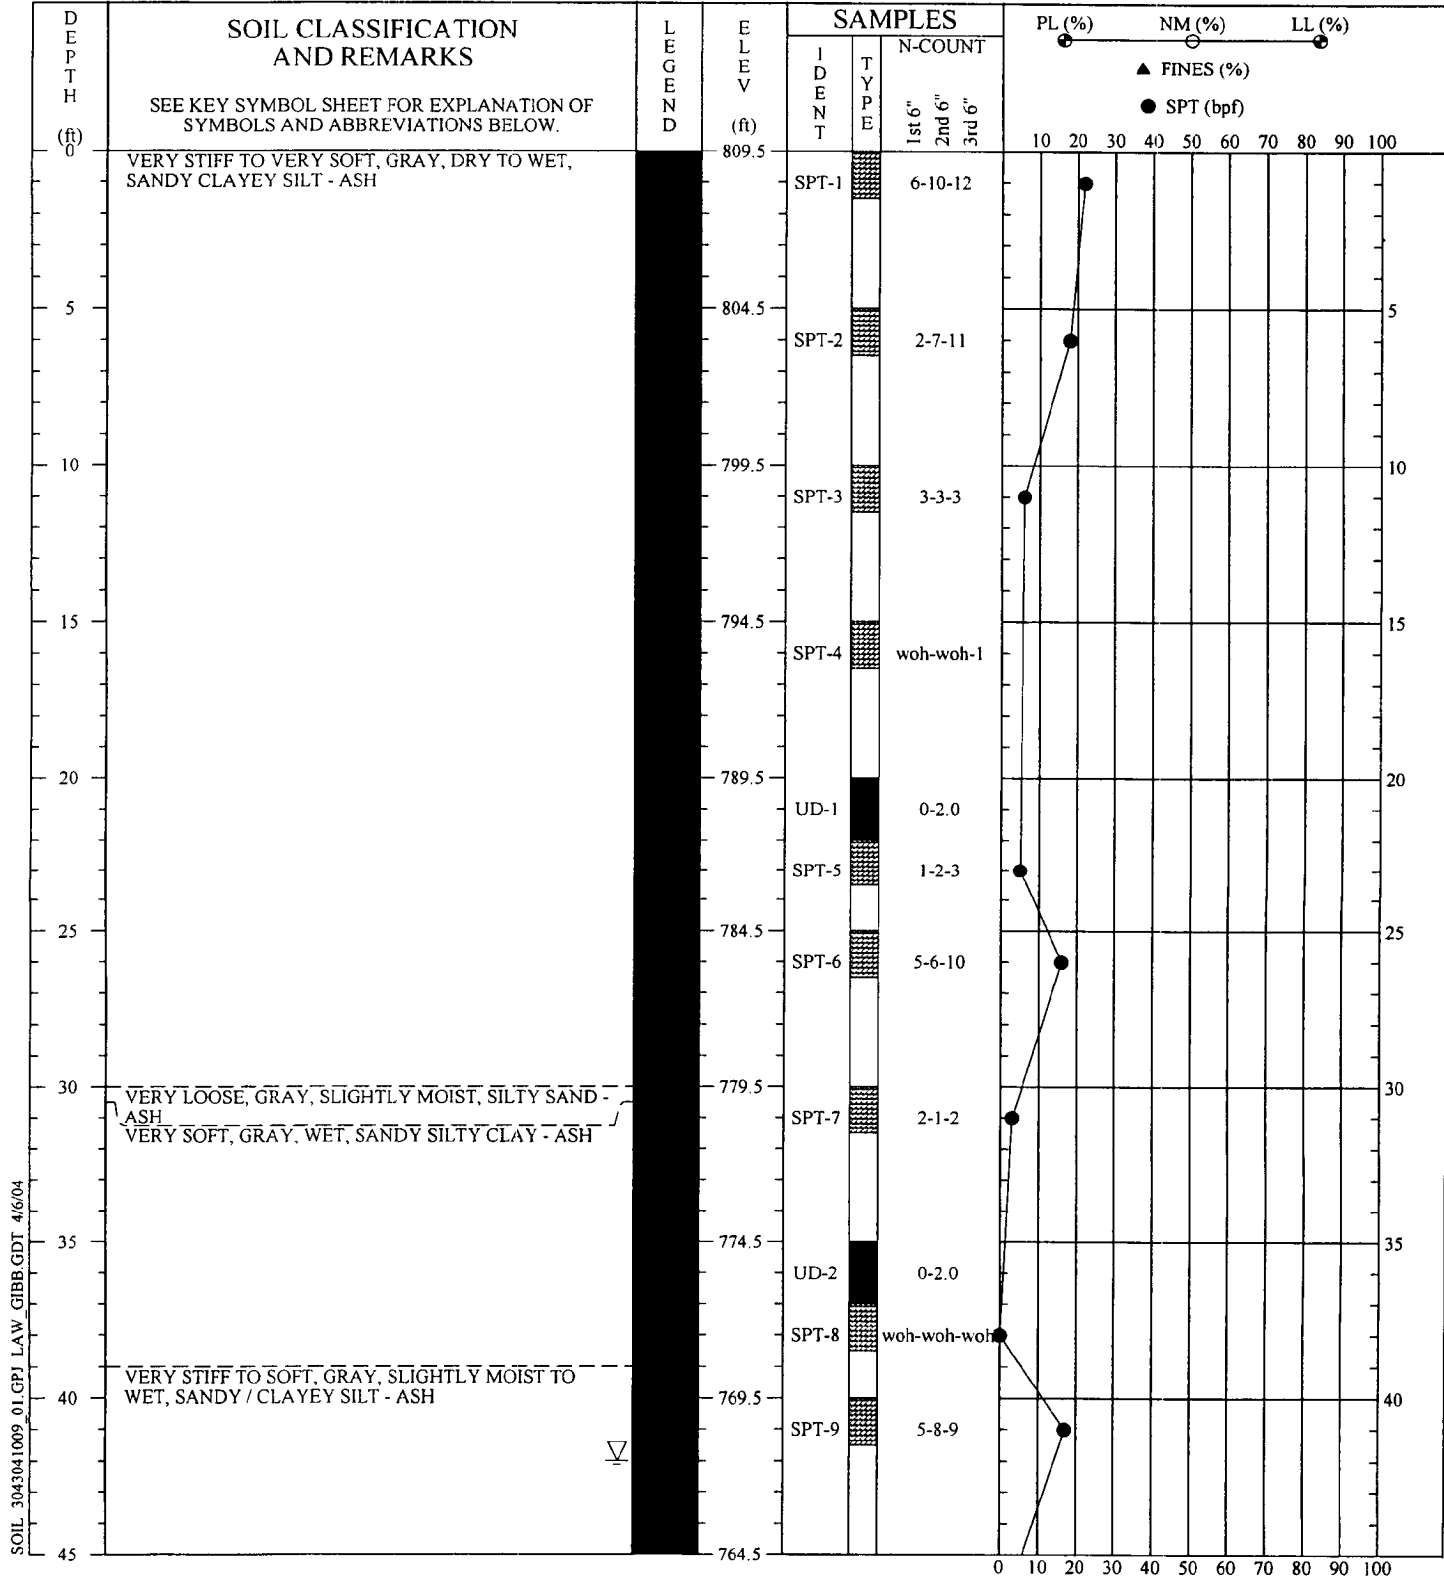 DEPTH
(ft)
SOIL CLASSIFICATION
AND REMARKS
SEE KEY SYMBOL SHEET FOR EXPLANATION OF
SYMBOLS AND ABBREVIATIONS BELOW.
LEGEND
ELEV
(ft)
SAMPLES
IDENT
TYPE
N-COUNT
1st 6"
2nd 6"
3rd 6"
PL (%) NM (%) LL (%)
▲ FINES (%)
● SPT (bpf)
10 20 30 40 50 60 70 80 90 100
0 VERY STIFF TO VERY SOFT, GRAY, DRY TO WET, 809.5
SANDY CLAYEY SILT - ASH
SPT-1 6-10-12
5 804.5 5
SPT-2 2-7-11
10 799.5 10
SPT-3 3-3-3
15 794.5 15
SPT-4 woh-woh-1
20 789.5 20
UD-1 0-2.0
SPT-5 1-2-3
25 784.5 25
SPT-6 5-6-10
30 779.5 30
VERY LOOSE, GRAY, SLIGHTLY MOIST, SILTY SAND -
ASH
SPT-7 2-1-2
VERY SOFT, GRAY, WET, SANDY SILTY CLAY - ASH
35 774.5 35
UD-2 0-2.0
SPT-8 woh-woh-woh
VERY STIFF TO SOFT, GRAY, SLIGHTLY MOIST TO
WET, SANDY / CLAYEY SILT - ASH
40 769.5 40
SPT-9 5-8-9
45 764.5
0 10 20 30 40 50 60 70 80 90 100
SOIL 304304I009_01.GPJ LAW_GIBB.GDT 4/6/04